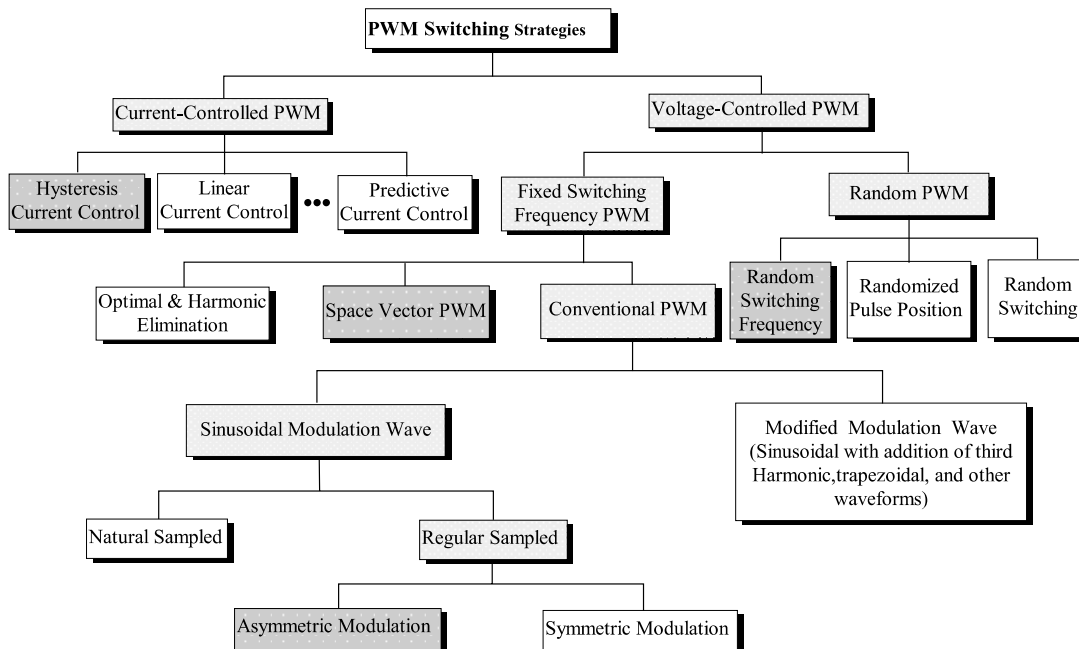 PWM Switching Strategies
Current-Controlled PWM
Voltage-Controlled PWM
Hysteresis
Current Control
Linear
Current Control
•••
Predictive
Current Control
Fixed Switching
Frequency PWM
Random PWM
Optimal & Harmonic
Elimination
Space Vector PWM
Conventional PWM
Random
Switching
Frequency
Randomized
Pulse Position
Random
Switching
Sinusoidal Modulation Wave
Modified Modulation Wave
(Sinusoidal with addition of third
Harmonic,trapezoidal, and other
waveforms)
Natural Sampled
Regular Sampled
Asymmetric Modulation
Symmetric Modulation